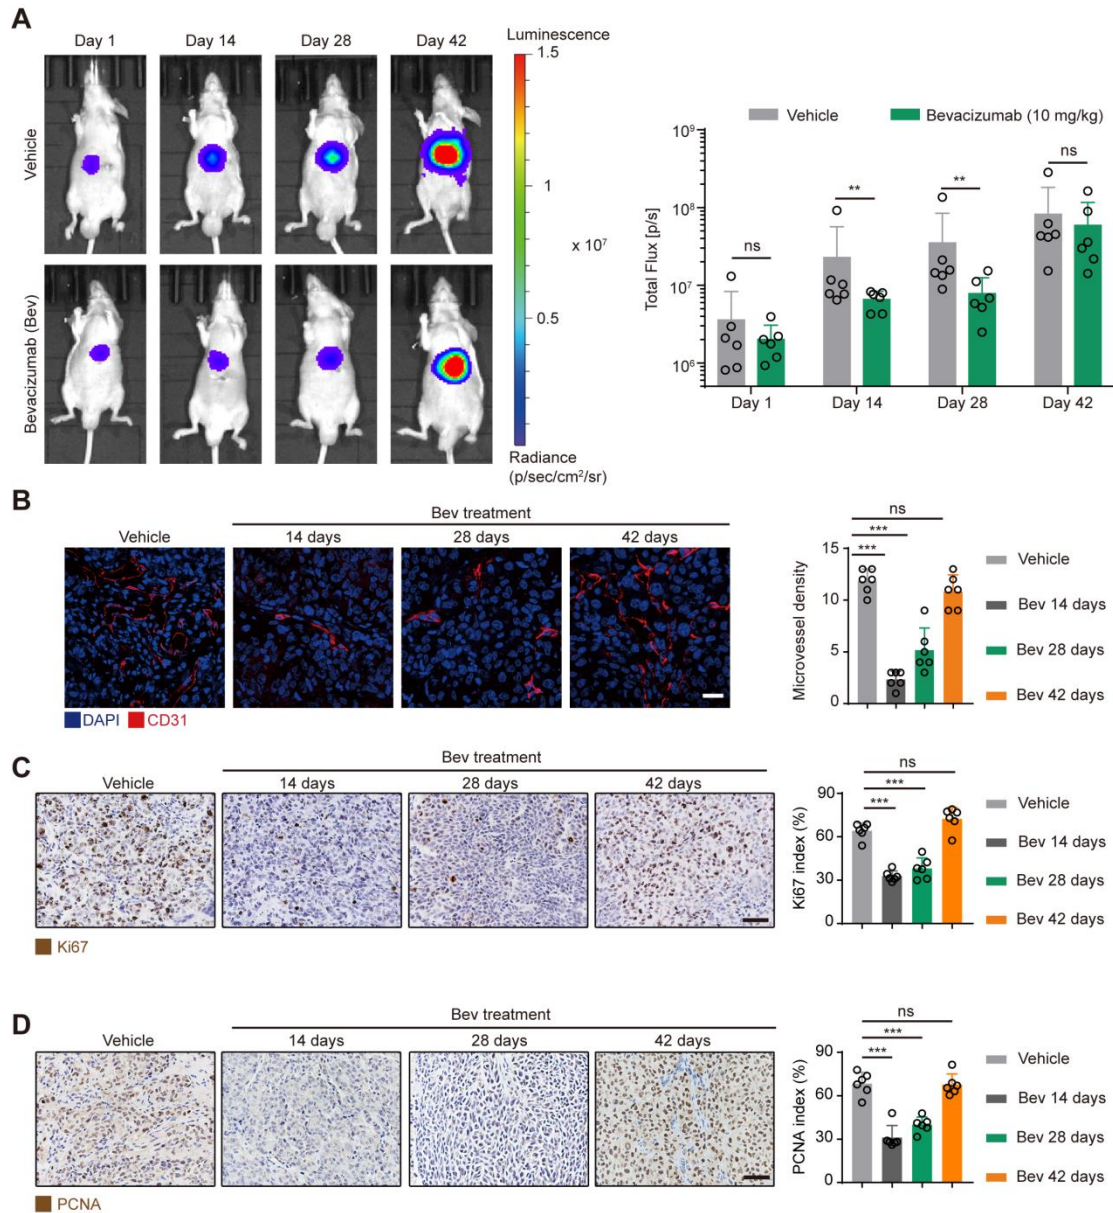 A
Day 1 Day 14 Day 28 Day 42
Luminescence
Vehicle
Bevacizumab (Bev)
1.5
1
x 10⁷
0.5
Radiance
(p/sec/cm²/sr)
Vehicle Bevacizumab (10 mg/kg)
Total Flux [p/s]
10⁹
10⁸
10⁷
10⁶
ns ** ** ns
Day 1 Day 14 Day 28 Day 42
B
Bev treatment
Vehicle 14 days 28 days 42 days
DAPI CD31
Microvessel density
15
10
5
0
ns
***
***
Vehicle
Bev 14 days
Bev 28 days
Bev 42 days
C
Bev treatment
Vehicle 14 days 28 days 42 days
Ki67
Ki67 index (%)
90
60
30
0
ns
***
***
Vehicle
Bev 14 days
Bev 28 days
Bev 42 days
D
Bev treatment
Vehicle 14 days 28 days 42 days
PCNA
PCNA index (%)
90
60
30
0
ns
***
***
Vehicle
Bev 14 days
Bev 28 days
Bev 42 days